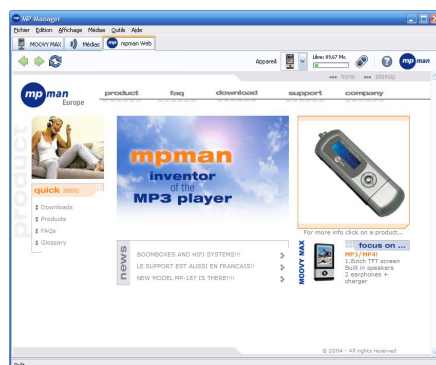 MP-Manager
Fichier Edition Affichage Médias Outils Aide
MOOVY MAX Médias mpman Web
Appareil Libre: 89,67 Mo mp man
home sitemap
mp man Europe
product faq download support company
product
quick menu
Downloads
Products
FAQs
Glossary
mpman
inventor
of the
MP3 player
For more info click on a product...
news
BOOMBOXES AND HIFI SYSTEMS!!!
LE SUPPORT EST AUSSI EN FRANCAIS!!
NEW MODEL MP-187 IS THERE!!!!
MOOVY MAX
focus on ...
MP3/MP4!
1.8inch TFT screen
Built in speakers
2 earphones +
chargar
© 2004 - All rights reserved
Prêt